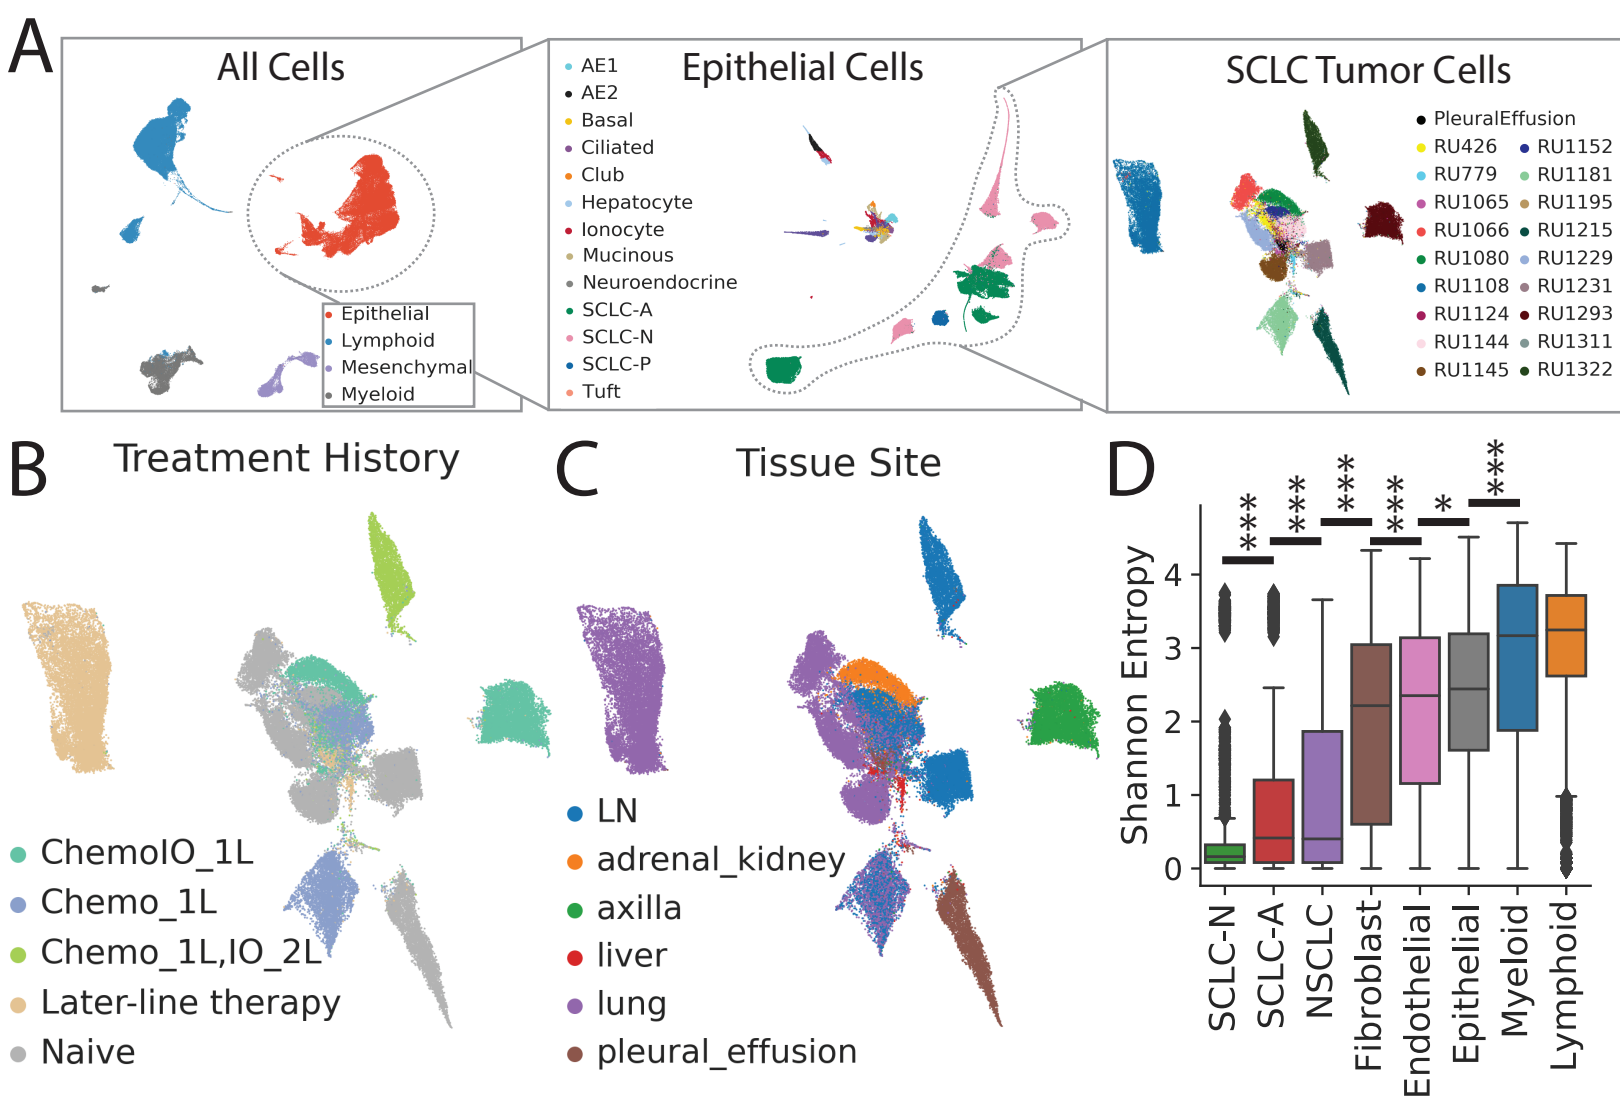 A
All Cells
Epithelial
Lymphoid
Mesenchymal
Myeloid
Epithelial Cells
AE1
AE2
Basal
Ciliated
Club
Hepatocyte
Ionocyte
Mucinous
Neuroendocrine
SCLC-A
SCLC-N
SCLC-P
Tuft
SCLC Tumor Cells
PleuralEffusion
RU426 RU1152
RU779 RU1181
RU1065 RU1195
RU1066 RU1215
RU1080 RU1229
RU1108 RU1231
RU1124 RU1293
RU1144 RU1311
RU1145 RU1322
B
Treatment History
ChemoIO_1L
Chemo_1L
Chemo_1L,IO_2L
Later-line therapy
Naive
C
Tissue Site
LN
adrenal_kidney
axilla
liver
lung
pleural_effusion
D
***
***
***
***
*
***
Shannon Entropy
4
3
2
1
0
SCLC-N
SCLC-A
NSCLC
Fibroblast
Endothelial
Epithelial
Myeloid
Lymphoid